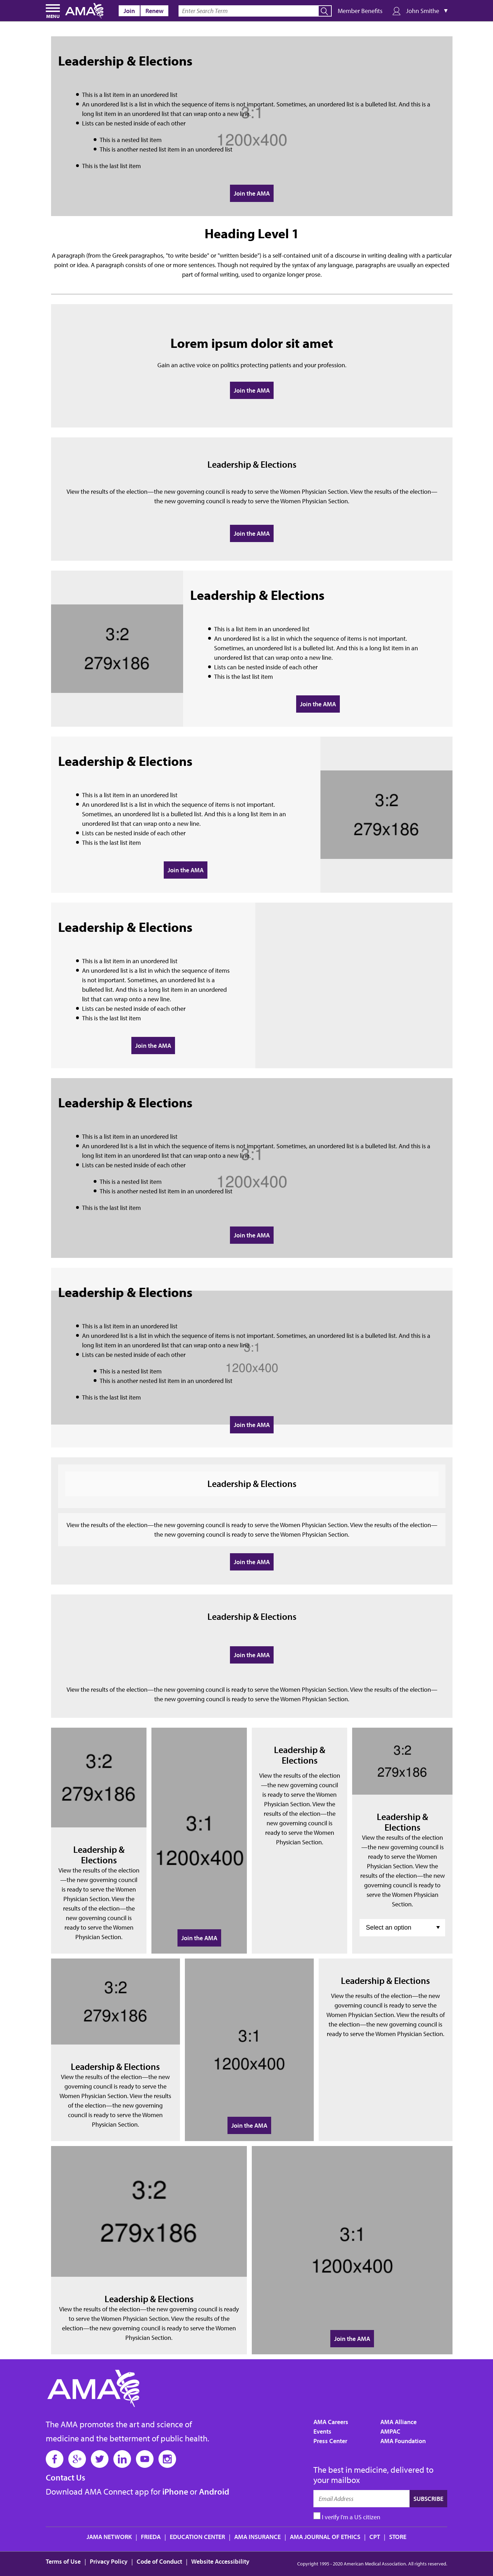 MENU
AMA
Join
Renew
Enter Search Term
Member Benefits
John Smithe
Leadership & Elections
This is a list item in an unordered list
An unordered list is a list in which the sequence of items is not important. Sometimes, an unordered list is a bulleted list. And this is a
long list item in an unordered list that can wrap onto a new line.
Lists can be nested inside of each other
This is a nested list item
This is another nested list item in an unordered list
This is the last list item
3:1
1200x400
Join the AMA
Heading Level 1
A paragraph (from the Greek paragraphos, "to write beside" or "written beside") is a self-contained unit of a discourse in writing dealing with a particular
point or idea. A paragraph consists of one or more sentences. Though not required by the syntax of any language, paragraphs are usually an expected
part of formal writing, used to organize longer prose.
Lorem ipsum dolor sit amet
Gain an active voice on politics protecting patients and your profession.
Join the AMA
Leadership & Elections
View the results of the election—the new governing council is ready to serve the Women Physician Section. View the results of the election—
the new governing council is ready to serve the Women Physician Section.
Join the AMA
3:2
279x186
Leadership & Elections
This is a list item in an unordered list
An unordered list is a list in which the sequence of items is not important.
Sometimes, an unordered list is a bulleted list. And this is a long list item in an
unordered list that can wrap onto a new line.
Lists can be nested inside of each other
This is the last list item
Join the AMA
Leadership & Elections
This is a list item in an unordered list
An unordered list is a list in which the sequence of items is not important.
Sometimes, an unordered list is a bulleted list. And this is a long list item in an
unordered list that can wrap onto a new line.
Lists can be nested inside of each other
This is the last list item
Join the AMA
3:2
279x186
Leadership & Elections
This is a list item in an unordered list
An unordered list is a list in which the sequence of items
is not important. Sometimes, an unordered list is a
bulleted list. And this is a long list item in an unordered
list that can wrap onto a new line.
Lists can be nested inside of each other
This is the last list item
Join the AMA
Leadership & Elections
This is a list item in an unordered list
An unordered list is a list in which the sequence of items is not important. Sometimes, an unordered list is a bulleted list. And this is a
long list item in an unordered list that can wrap onto a new line.
Lists can be nested inside of each other
This is a nested list item
This is another nested list item in an unordered list
This is the last list item
3:1
1200x400
Join the AMA
Leadership & Elections
This is a list item in an unordered list
An unordered list is a list in which the sequence of items is not important. Sometimes, an unordered list is a bulleted list. And this is a
long list item in an unordered list that can wrap onto a new line.
Lists can be nested inside of each other
This is a nested list item
This is another nested list item in an unordered list
This is the last list item
3:1
1200x400
Join the AMA
Leadership & Elections
View the results of the election—the new governing council is ready to serve the Women Physician Section. View the results of the election—
the new governing council is ready to serve the Women Physician Section.
Join the AMA
Leadership & Elections
Join the AMA
View the results of the election—the new governing council is ready to serve the Women Physician Section. View the results of the election—
the new governing council is ready to serve the Women Physician Section.
3:2
279x186
Leadership &
Elections
View the results of the election
—the new governing council
is ready to serve the Women
Physician Section. View the
results of the election—the
new governing council is
ready to serve the Women
Physician Section.
3:1
1200x400
Join the AMA
Leadership &
Elections
View the results of the election
—the new governing council
is ready to serve the Women
Physician Section. View the
results of the election—the
new governing council is
ready to serve the Women
Physician Section.
3:2
279x186
Leadership &
Elections
View the results of the election
—the new governing council is
ready to serve the Women
Physician Section. View the
results of the election—the new
governing council is ready to
serve the Women Physician
Section.
Select an option
3:2
279x186
Leadership & Elections
View the results of the election—the new
governing council is ready to serve the
Women Physician Section. View the results
of the election—the new governing
council is ready to serve the Women
Physician Section.
3:1
1200x400
Join the AMA
Leadership & Elections
View the results of the election—the new
governing council is ready to serve the
Women Physician Section. View the results of
the election—the new governing council is
ready to serve the Women Physician Section.
3:2
279x186
Leadership & Elections
View the results of the election—the new governing council is ready
to serve the Women Physician Section. View the results of the
election—the new governing council is ready to serve the Women
Physician Section.
3:1
1200x400
Join the AMA
AMA
The AMA promotes the art and science of
medicine and the betterment of public health.
Contact Us
Download AMA Connect app for iPhone or Android
AMA Careers
Events
Press Center
AMA Alliance
AMPAC
AMA Foundation
The best in medicine, delivered to
your mailbox
Email Address
SUBSCRIBE
I verify I'm a US citizen
JAMA NETWORK | FRIEDA | EDUCATION CENTER | AMA INSURANCE | AMA JOURNAL OF ETHICS | CPT | STORE
Terms of Use | Privacy Policy | Code of Conduct | Website Accessibility
Copyright 1995 - 2020 American Medical Association. All rights reserved.